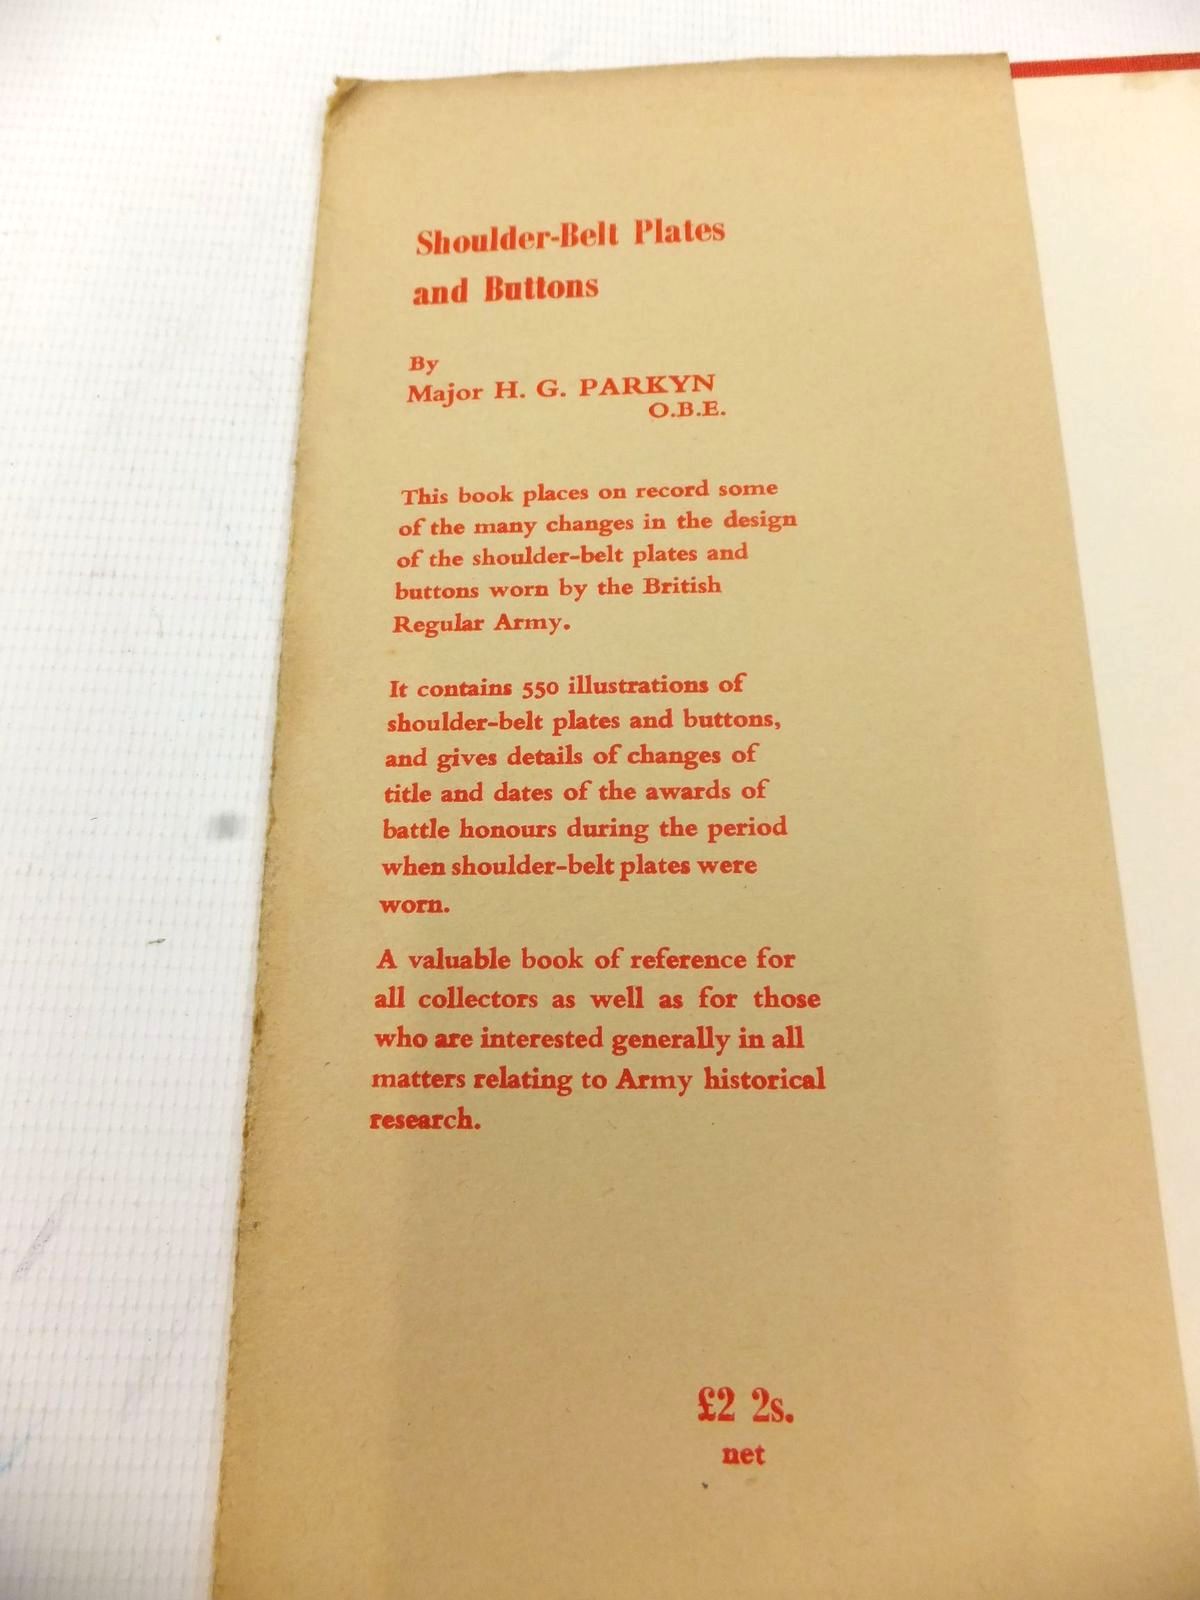 Shoulder-Belt Plates
and Buttons
By
Major H. G. PARKYN
O.B.E.
This book places on record some
of the many changes in the design
of the shoulder-belt plates and
buttons worn by the British
Regular Army.
It contains 550 illustrations of
shoulder-belt plates and buttons,
and gives details of changes of
title and dates of the awards of
battle honours during the period
when shoulder-belt plates were
worn.
A valuable book of reference for
all collectors as well as for those
who are interested generally in all
matters relating to Army historical
research.
£2 2s.
net